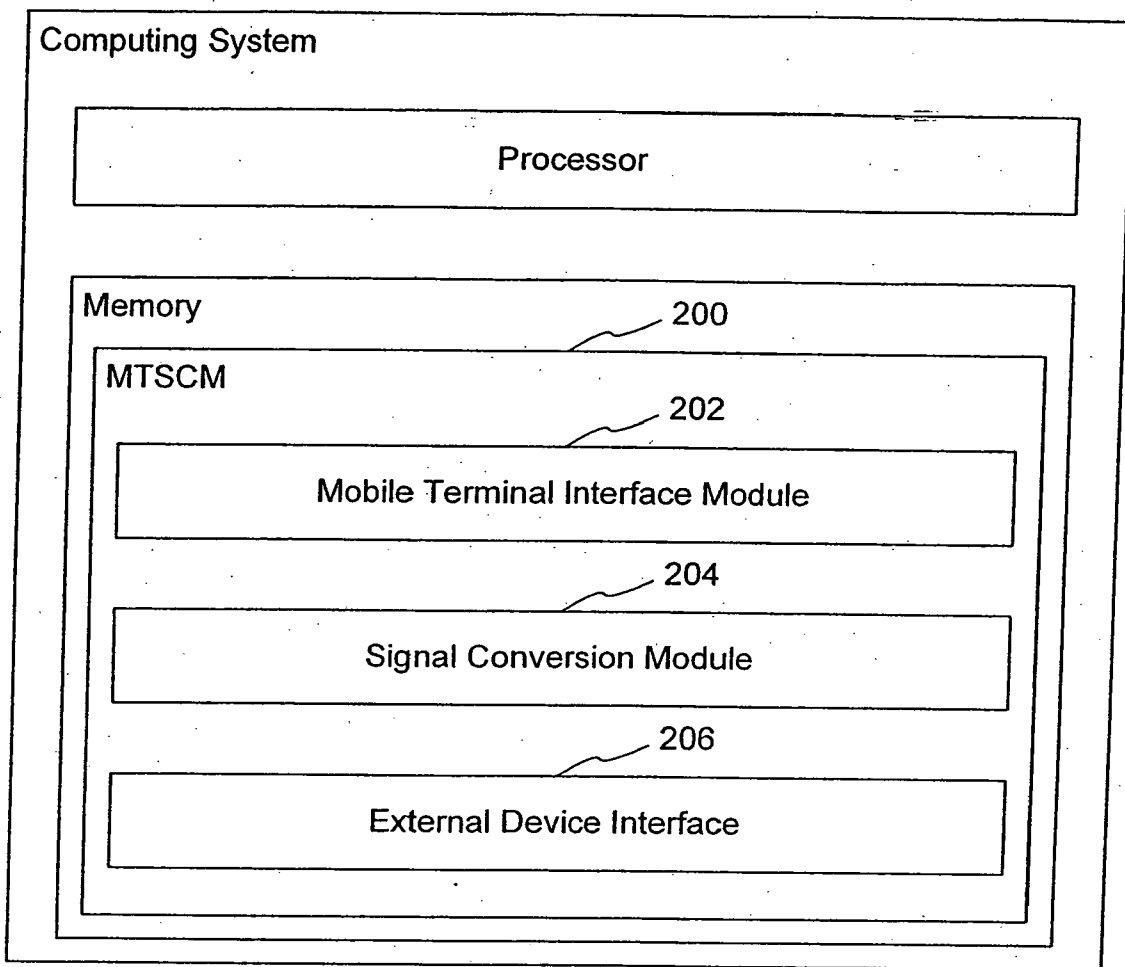 Computing System
Processor
Memory
200
MTSCM
202
Mobile Terminal Interface Module
204
Signal Conversion Module
206
External Device Interface